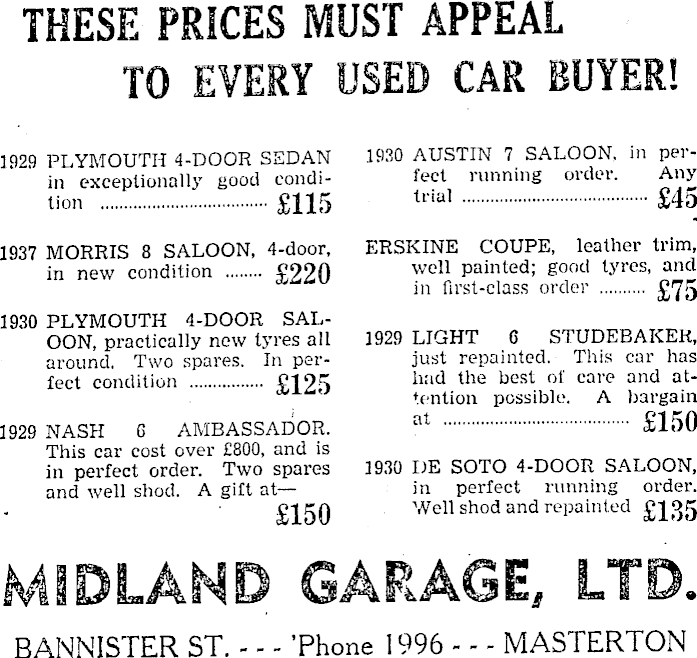 THESE PRICES MUST APPEAL
TO EVERY USED CAR BUYER!
1929 PLYMOUTH 4-DOOR SEDAN
in exceptionally good condi-
tion .................................. £115
1937 MORRIS 8 SALOON, 4-door,
in new condition ........ £220
1930 PLYMOUTH 4-DOOR SAL-
OON, practically new tyres all
around. Two spares. In per-
fect condition ............... £125
1929 NASH 6 AMBASSADOR.
This car cost over £800, and is
in perfect order. Two spares
and well shod. A gift at—
£150
1930 AUSTIN 7 SALOON, in per-
fect running order. Any
trial ...................................... £45
ERSKINE COUPE, leather trim,
well painted; good tyres, and
in first-class order .......... £75
1929 LIGHT 6 STUDEBAKER,
just repainted. This car has
had the best of care and at-
tention possible. A bargain
at ...................................... £150
1930 DE SOTO 4-DOOR SALOON,
in perfect running order.
Well shod and repainted £135
MIDLAND GARAGE, LTD.
BANNISTER ST. - - - 'Phone 1996 - - - MASTERTON